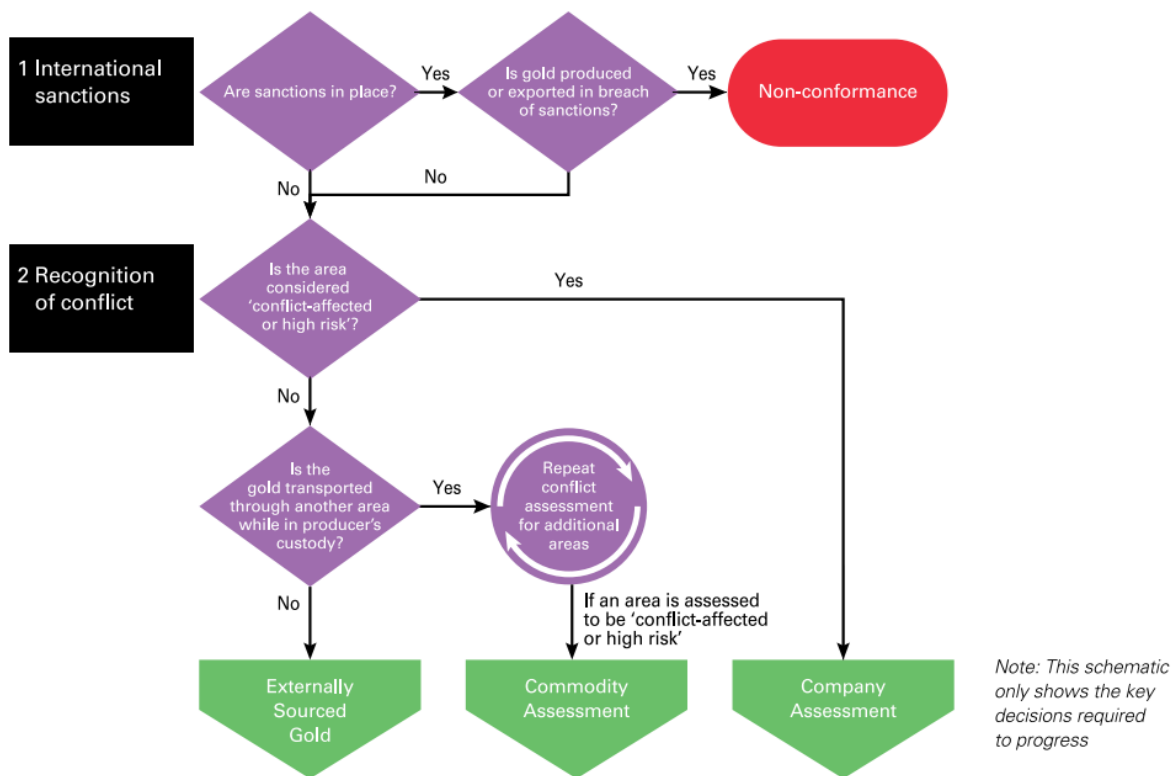 1 International
sanctions
Are sanctions in place?
Yes
Is gold produced
or exported in breach
of sanctions?
Yes
Non-conformance
No
No
2 Recognition
of conflict
Is the area
considered
‘conflict-affected
or high risk’?
Yes
No
Is the
gold transported
through another area
while in producer’s
custody?
Yes
Repeat
conflict
assessment
for additional
areas
No
If an area is assessed
to be ‘conflict-affected
or high risk’
Externally
Sourced
Gold
Commodity
Assessment
Company
Assessment
Note: This schematic
only shows the key
decisions required
to progress